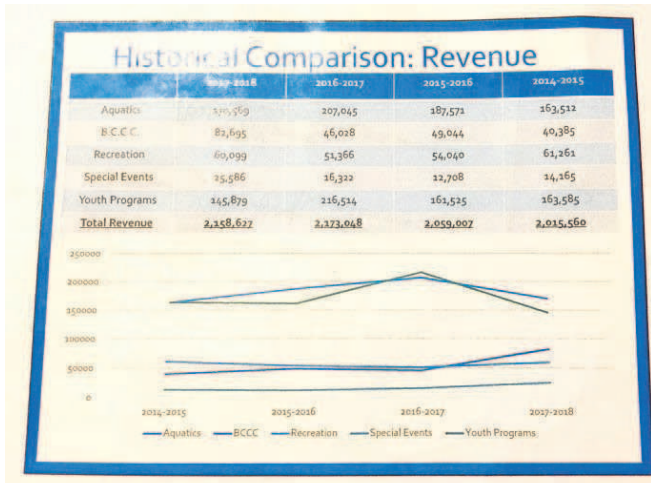 Historical Comparison: Revenue
2017-2018 2016-2017 2015-2016 2014-2015
Aquatics 207,045 187,571 163,512
B.C.C.C. 82,695 46,028 49,044 40,385
Recreation 60,099 51,366 54,040 61,261
Special Events 25,586 16,322 12,708 14,165
Youth Programs 145,879 216,514 161,525 163,585
Total Revenue 2,158,627 2,173,048 2,059,007 2,015,560
250000
200000
150000
100000
50000
0
2014-2015 2015-2016 2016-2017 2017-2018
Aquatics BCCC Recreation Special Events Youth Programs